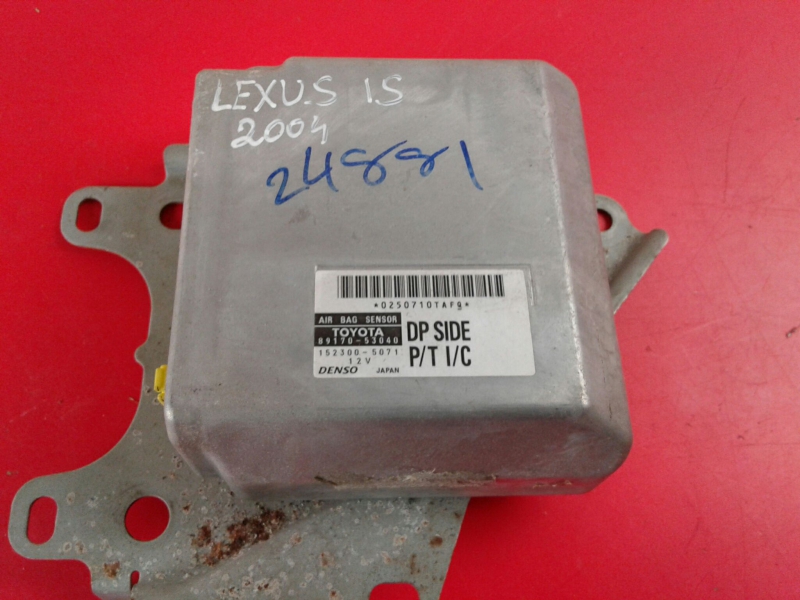 LEXUS IS
2004
24881
*0250710TAF9*
AIR BAG SENSOR
TOYOTA
89170-53040
152300-5071
12V
DENSO JAPAN
DP SIDE
P/T I/C